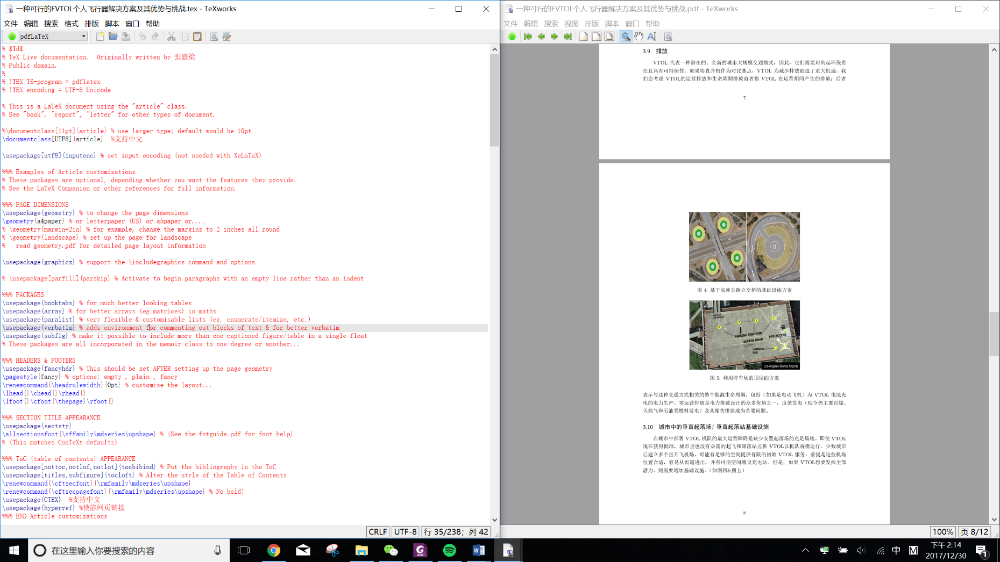 一种可行的EVTOL个人飞行器解决方案及其优势与挑战.tex - TeXworks
文件 编辑 搜索 格式 排版 脚本 窗口 帮助
pdfLaTeX
% $Id$
% TeX Live documentation.  Originally written by 张庭梁
% Public domain.
%
% !TEX TS-program = pdflatex
% !TEX encoding = UTF-8 Unicode
% This is a LaTeX document using the "article" class.
% See "book", "report", "letter" for other types of document.
%\documentclass[11pt]{article} % use larger type; default would be 10pt
\documentclass[UTF8]{article}  %支持中文
\usepackage[utf8]{inputenc} % set input encoding (not needed with XeLaTeX)
%%% Examples of Article customizations
% These packages are optional, depending whether you want the features they provide.
% See the LaTeX Companion or other references for full information.
%%% PAGE DIMENSIONS
\usepackage{geometry} % to change the page dimensions
\geometry{a4paper} % or letterpaper (US) or a5paper or....
% \geometry{margin=2in} % for example, change the margins to 2 inches all round
% \geometry{landscape} % set up the page for landscape
%   read geometry.pdf for detailed page layout information
\usepackage{graphicx} % support the \includegraphics command and options
% \usepackage[parfill]{parskip} % Activate to begin paragraphs with an empty line rather than an indent
%%% PACKAGES
\usepackage{booktabs} % for much better looking tables
\usepackage{array} % for better arrays (eg matrices) in maths
\usepackage{paralist} % very flexible & customisable lists (eg. enumerate/itemize, etc.)
\usepackage{verbatim} % adds environment for commenting out blocks of text & for better verbatim
\usepackage{subfig} % make it possible to include more than one captioned figure/table in a single float
% These packages are all incorporated in the memoir class to one degree or another...
%%% HEADERS & FOOTERS
\usepackage{fancyhdr} % This should be set AFTER setting up the page geometry
\pagestyle{fancy} % options: empty , plain , fancy
\renewcommand{\headrulewidth}{0pt} % customise the layout...
\lhead{}\chead{}\rhead{}
\lfoot{}\cfoot{\thepage}\rfoot{}
%%% SECTION TITLE APPEARANCE
\usepackage{sectsty}
\allsectionsfont{\sffamily\mdseries\upshape} % (See the fntguide.pdf for font help)
% (This matches ConTeXt defaults)
%%% ToC (table of contents) APPEARANCE
\usepackage[nottoc,notlof,notlot]{tocbibind} % Put the bibliography in the ToC
\usepackage[titles,subfigure]{tocloft} % Alter the style of the Table of Contents
\renewcommand{\cftsecfont}{\rmfamily\mdseries\upshape}
\renewcommand{\cftsecpagefont}{\rmfamily\mdseries\upshape} % No bold!
\usepackage{CTEX}  %支持中文
\usepackage{hyperref} %使能网页链接
%%% END Article customizations
CRLF UTF-8 行 35/238; 列 42
一种可行的EVTOL个人飞行器解决方案及其优势与挑战.pdf - TeXworks
文件 编辑 搜索 视图 排版 脚本 窗口 帮助
3.9 排放
VTOL 代表一种潜在的、全新的城市大规模交通模式，因此，它们需要肩负起环保责
任且具有可持续性。如果将直升机作为对比基点，VTOL 为减少排放创造了重大机遇。我
们会考虑 VTOL的运营排放和生命周期排放前者指 VTOL 在运营期间产生的排放；后者
7
H
图 4: 基于高速公路立交桥的基础设施方案
PARKING POSITIONS
PED ACCESS
ACCESS ROAD
LANDING
PAD
Los Angeles Worlds Airports
图 5: 利用停车场的顶层的方案
表示与这种交通方式相关的整个能源生命周期，包括（如果是电动飞机）为 VTOL 电池充
电的电力生产。零运营排放是电力推进设计的众多优势之一，这使发电（现今仍主要以煤、
天然气和石油类燃料发电）及其相关排放成为首要问题。
3.10 城市中的垂直起落场/ 垂直起落站基础设施
在城市中部署 VTOL 机队的最大运营障碍是缺少安置起落场的充足场地。即使 VTOL
现在获得批准，城市里也没有必需的起飞和降落站点供 VTOL以机队规模运行。少数城市
已建立多个直升飞机场，可能有足够的空间提供有限的初始 VTOL 服务，前提是这些机场
位置合适，容易从街道进出，并有可用空间增设充电站。但是，如果 VTOL想要发挥全部
潜力，则需要增加基础设施。（如图四&图五）
8
100% 页 8/12
在这里输入你要搜索的内容
中 M
下午 2:14
2017/12/30
1